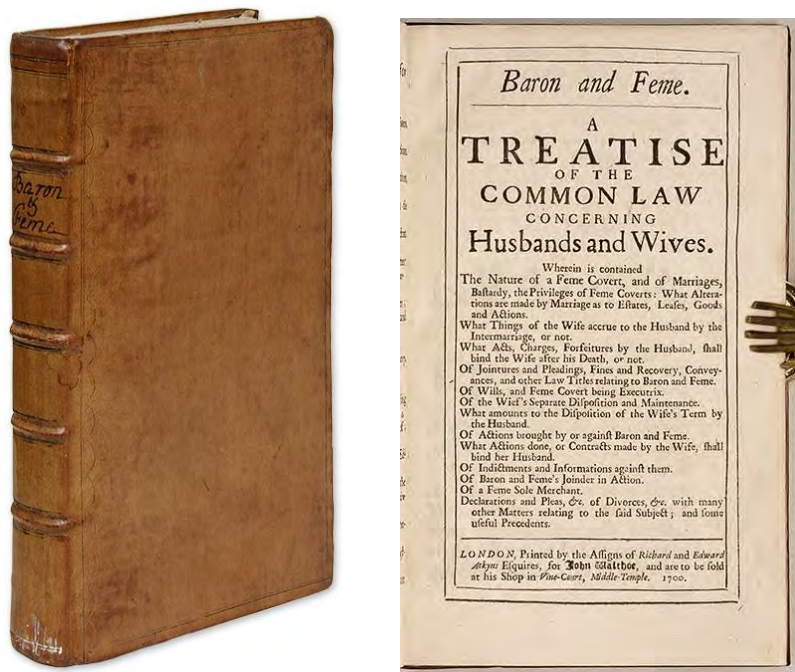 Baron
&
Feme
Baron and Feme.
A
TREATISE
OF THE
COMMON LAW
CONCERNING
Husbands and Wives.
Wherein is contained
The Nature of a Feme Covert, and of Marriages,
Baſtardy, the Privileges of Feme Coverts: What Altera-
tions are made by Marriage as to Eſtates, Leaſes, Goods
and Actions.
What Things of the Wife accrue to the Husband by the
Intermarriage, or not.
What Acts, Charges, Forfeitures by the Husband, ſhall
bind the Wife after his Death, or not.
Of Jointures and Pleadings, Fines and Recovery, Convey-
ances, and other Law Titles relating to Baron and Feme.
Of Wills, and Feme Covert being Executrix.
Of the Wief's Separate Diſpoſition and Maintenance.
What amounts to the Diſpoſition of the Wife's Term by
the Husband.
Of Actions brought by or againſt Baron and Feme.
What Actions done, or Contracts made by the Wife, ſhall
bind her Husband.
Of Indictments and Informations againſt them.
Of Baron and Feme's Joinder in Action.
Of a Feme Sole Merchant.
Declarations and Pleas, &c. of Divorces, &c. with many
other Matters relating to the ſaid Subject; and ſome
uſeful Precedents.
LONDON, Printed by the Aſſigns of Richard and Edward
Atkyns Eſquires, for John Walthoe, and are to be ſold
at his Shop in Vine-Court, Middle-Temple. 1700.